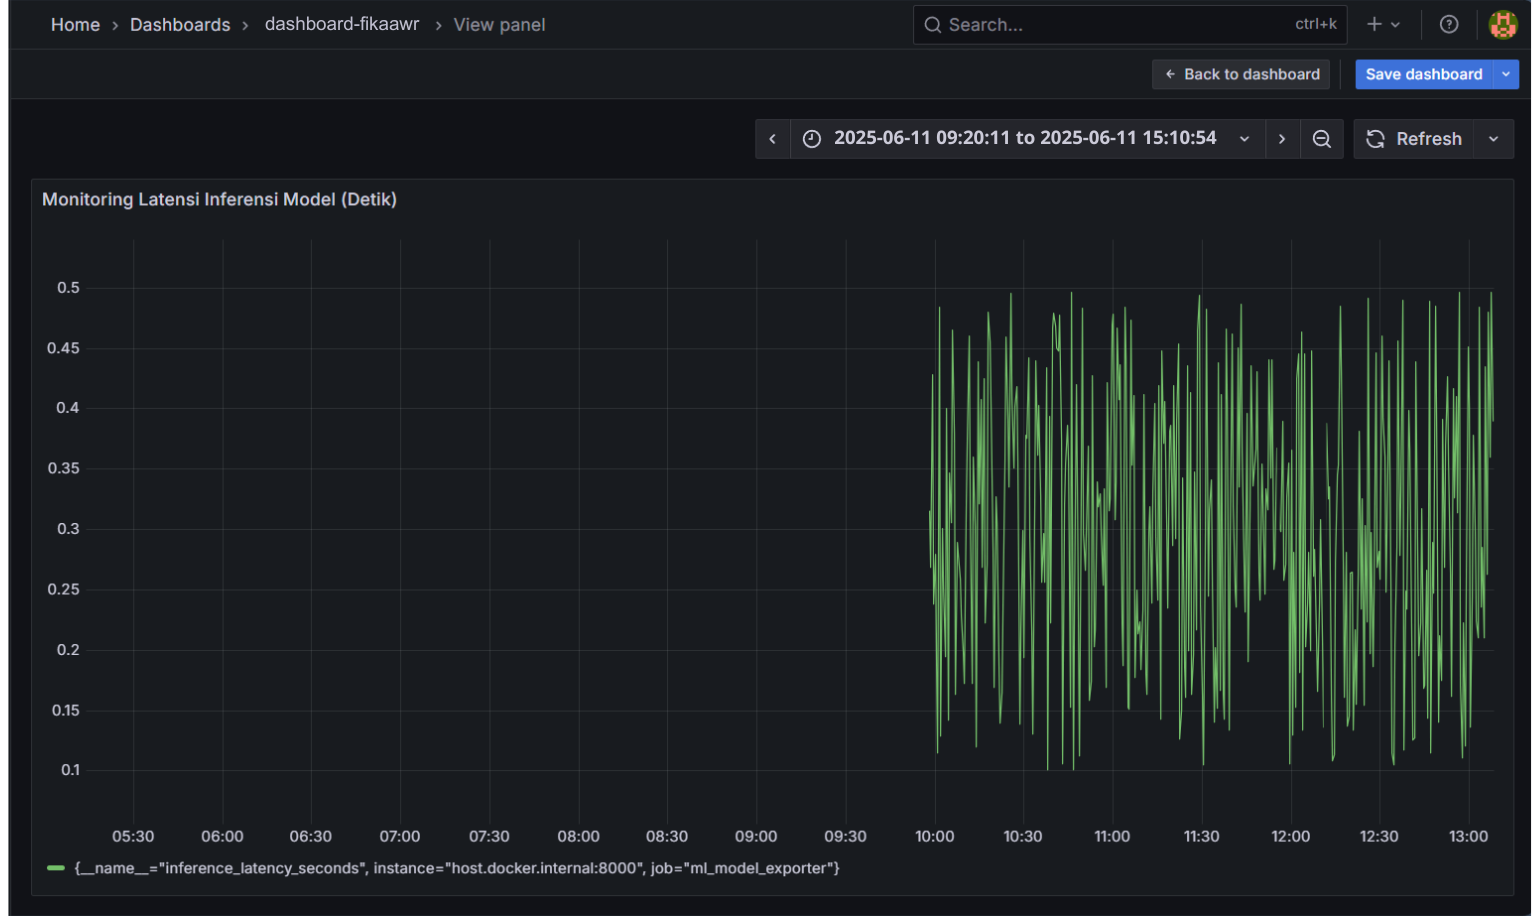 Home › Dashboards › dashboard-fikaawr › View panel
Search... ctrl+k
Back to dashboard
Save dashboard
2025-06-11 09:20:11 to 2025-06-11 15:10:54
Refresh
Monitoring Latensi Inferensi Model (Detik)
0.5
0.45
0.4
0.35
0.3
0.25
0.2
0.15
0.1
05:30 06:00 06:30 07:00 07:30 08:00 08:30 09:00 09:30 10:00 10:30 11:00 11:30 12:00 12:30 13:00
{__name__="inference_latency_seconds", instance="host.docker.internal:8000", job="ml_model_exporter"}